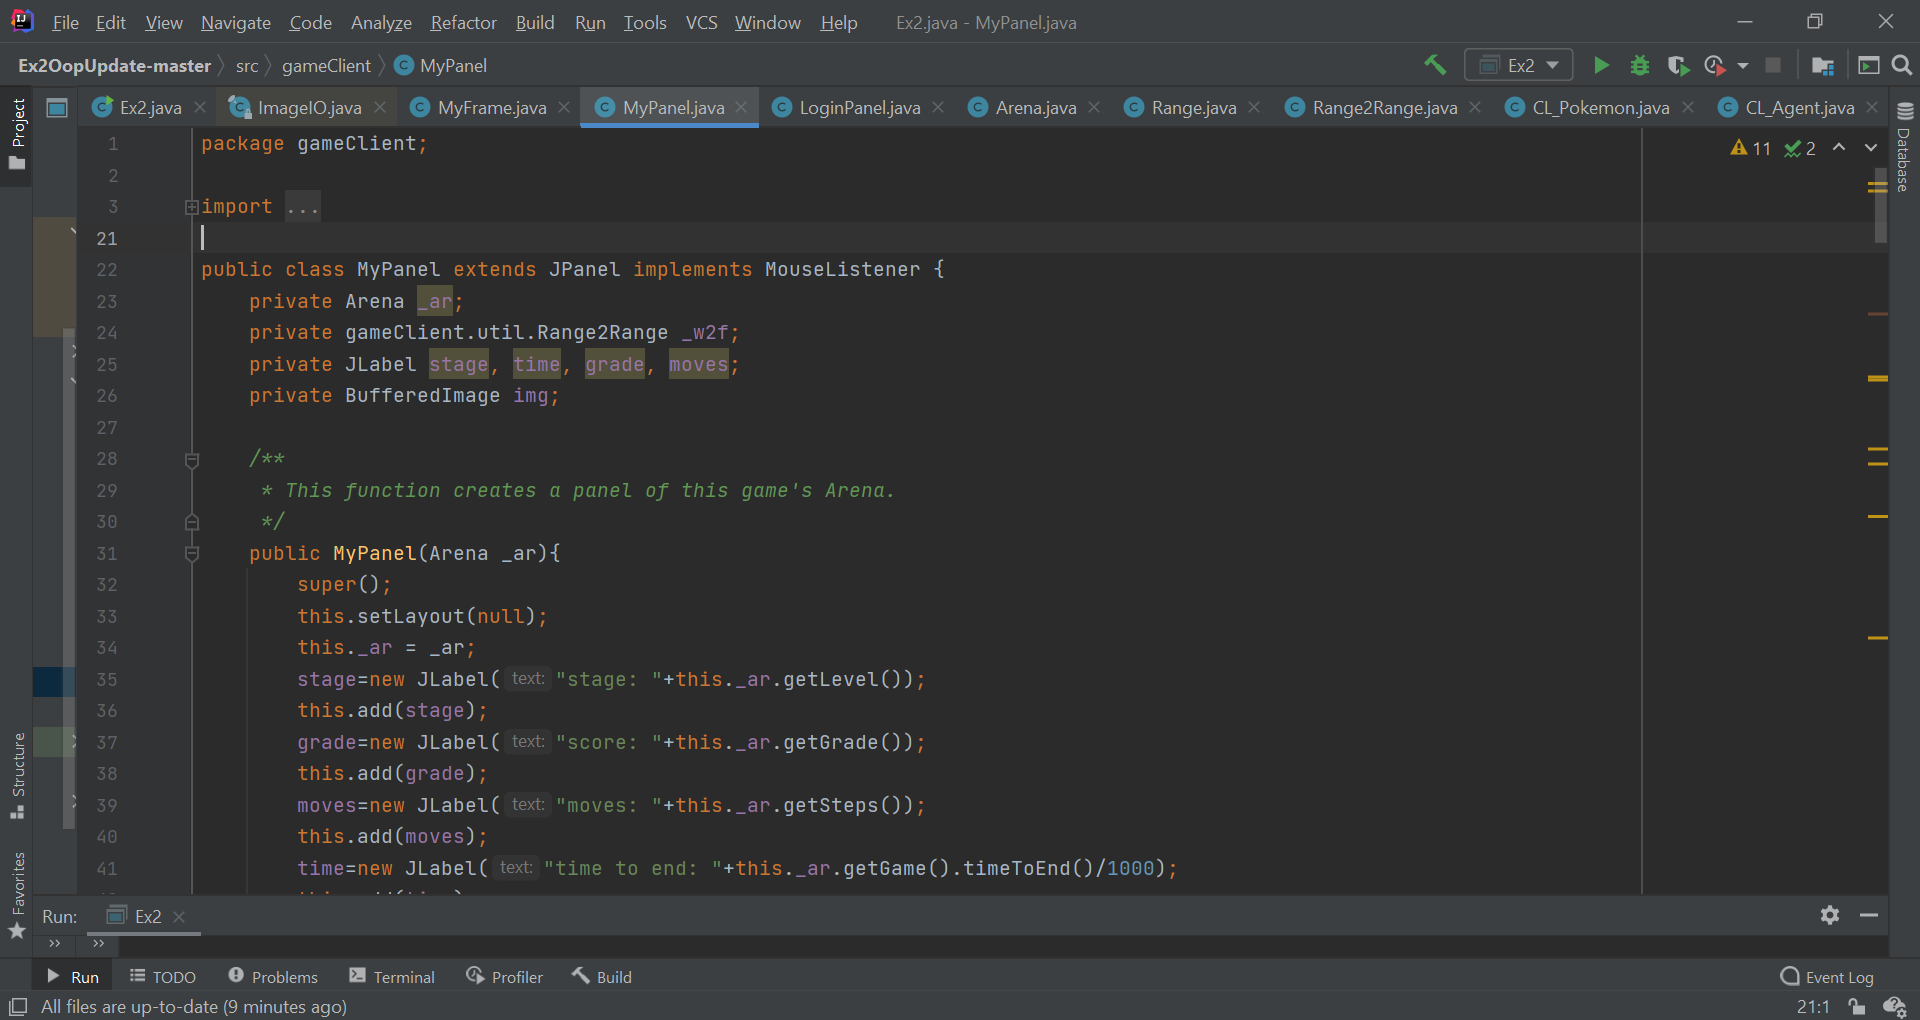 File Edit View Navigate Code Analyze Refactor Build Run Tools VCS Window Help Ex2.java - MyPanel.java
Ex2OopUpdate-master src gameClient MyPanel Ex2
Ex2.java ImageIO.java MyFrame.java MyPanel.java LoginPanel.java Arena.java Range.java Range2Range.java CL_Pokemon.java CL_Agent.java
Project
Database
11 2
1 package gameClient;
2
3 import ...
21
22 public class MyPanel extends JPanel implements MouseListener {
23 private Arena _ar;
24 private gameClient.util.Range2Range _w2f;
25 private JLabel stage, time, grade, moves;
26 private BufferedImage img;
27
28 /**
29 * This function creates a panel of this game's Arena.
30 */
31 public MyPanel(Arena _ar){
32 super();
33 this.setLayout(null);
34 this._ar = _ar;
35 stage=new JLabel( text: "stage: "+this._ar.getLevel());
36 this.add(stage);
37 grade=new JLabel( text: "score: "+this._ar.getGrade());
38 this.add(grade);
39 moves=new JLabel( text: "moves: "+this._ar.getSteps());
40 this.add(moves);
41 time=new JLabel( text: "time to end: "+this._ar.getGame().timeToEnd()/1000);
Structure
Favorites
Run: Ex2
Run TODO Problems Terminal Profiler Build Event Log
All files are up-to-date (9 minutes ago) 21:1